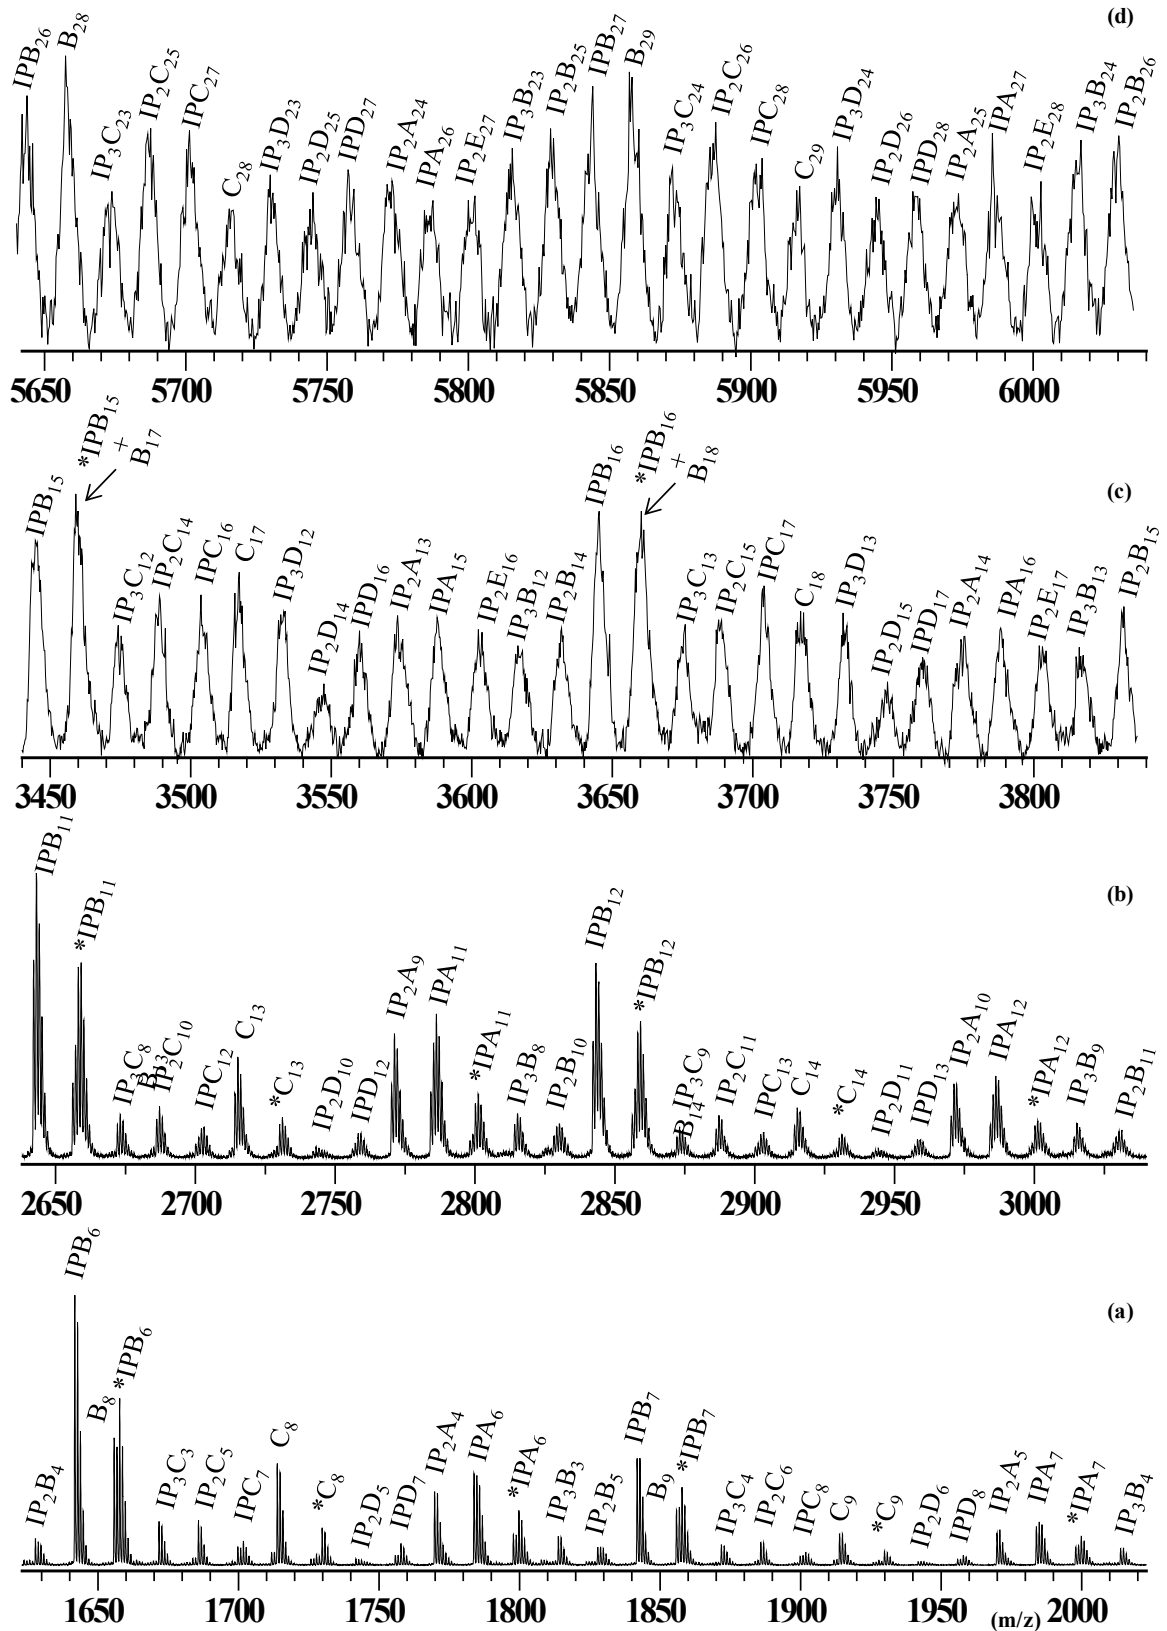 (d)
IPB26 B28 IP3C23 IP2C25 IPC27 C28 IP3D23 IP2D25 IPD27 IP2A24 IPA26 IP2E27 IP3B23 IP2B25 IPB27 B29 IP3C24 IP2C26 IPC28 C29 IP3D24 IP2D26 IPD28 IP2A25 IPA27 IP2E28 IP3B24 IP2B26
5650 5700 5750 5800 5850 5900 5950 6000
(c)
IPB15 *IPB15 + B17 IP3C12 IP2C14 IPC16 C17 IP3D12 IP2D14 IPD16 IP2A13 IPA15 IP2E16 IP3B12 IP2B14 IPB16 *IPB16 + B18 IP3C13 IP2C15 IPC17 C18 IP3D13 IP2D15 IPD17 IP2A14 IPA16 IP2E17 IP3B13 IP2B15
3450 3500 3550 3600 3650 3700 3750 3800
(b)
IPB11 *IPB11 IP3C8 IP2C10 IPC12 C13 *C13 IP2D10 IPD12 IP2A9 IPA11 *IPA11 IP3B8 IP2B10 IPB12 *IPB12 B14 IP3C9 IP2C11 IPC13 C14 *C14 IP2D11 IPD13 IP2A10 IPA12 *IPA12 IP3B9 IP2B11
2650 2700 2750 2800 2850 2900 2950 3000
(a)
IP2B4 IPB6 B8 *IPB6 IP3C3 IP2C5 IPC7 C8 *C8 IP2D5 IPD7 IP2A4 IPA6 *IPA6 IP3B3 IP2B5 IPB7 B9 *IPB7 IP3C4 IP2C6 IPC8 C9 *C9 IP2D6 IPD8 IP2A5 IPA7 *IPA7 IP3B4
1650 1700 1750 1800 1850 1900 1950 (m/z) 2000